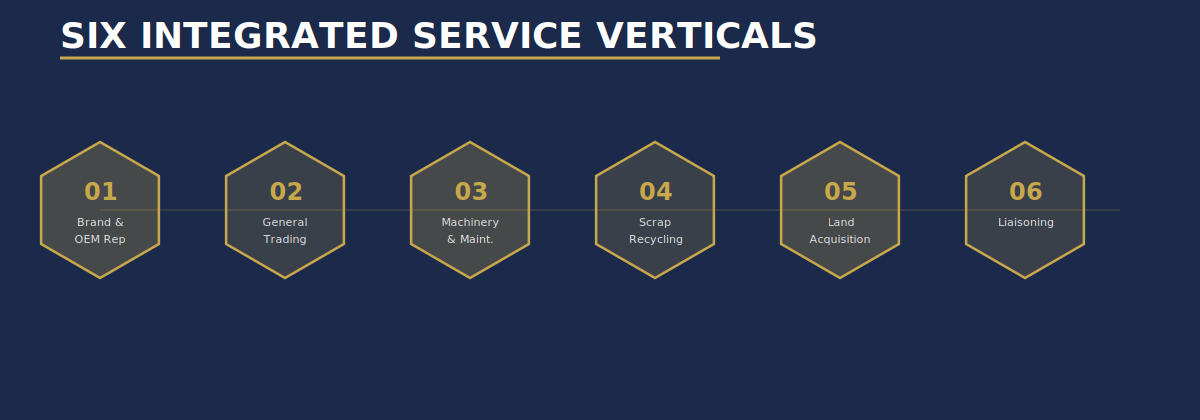 SIX INTEGRATED SERVICE VERTICALS
01
Brand &
OEM Rep
02
General
Trading
03
Machinery
& Maint.
04
Scrap
Recycling
05
Land
Acquisition
06
Liaisoning